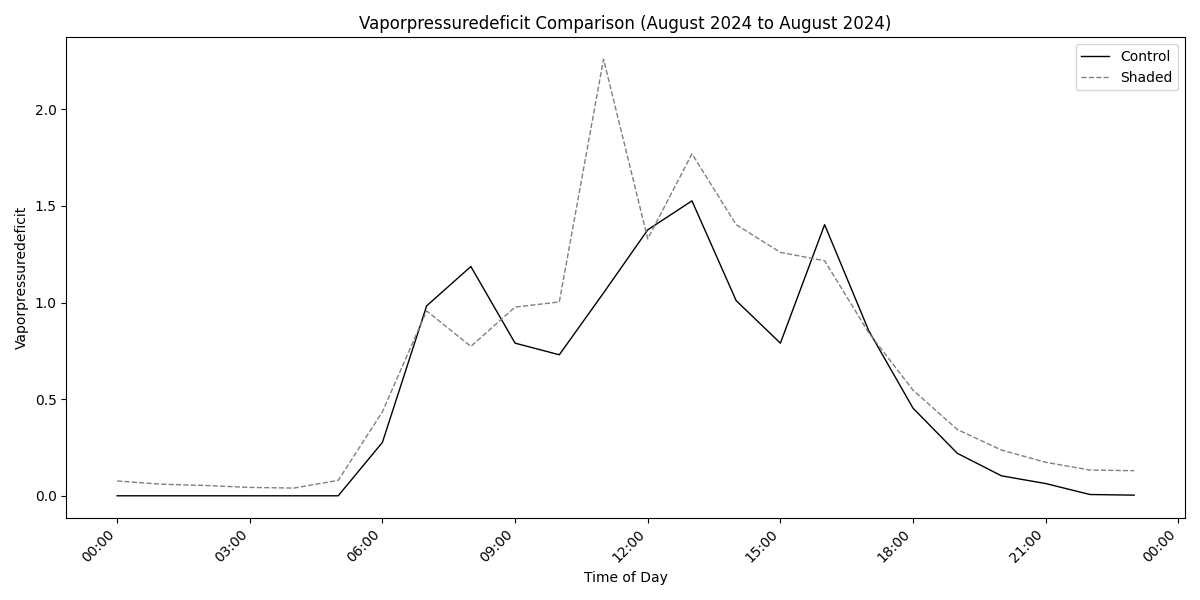 Vaporpressuredeficit Comparison (August 2024 to August 2024)
Control
Shaded
Vaporpressuredeficit
2.0
1.5
1.0
0.5
0.0
00:00
03:00
06:00
09:00
12:00
15:00
18:00
21:00
00:00
Time of Day